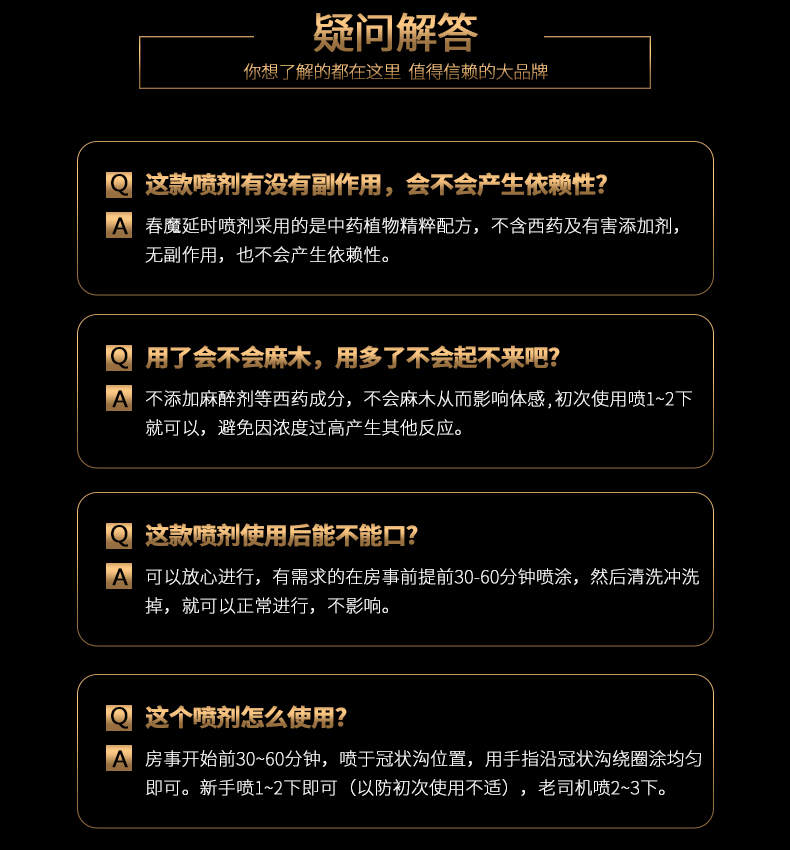 疑问解答
你想了解的都在这里 值得信赖的大品牌
Q 这款喷剂有没有副作用，会不会产生依赖性?
A 春魔延时喷剂采用的是中药植物精粹配方，不含西药及有害添加剂，
无副作用，也不会产生依赖性。
Q 用了会不会麻木，用多了不会起不来吧?
A 不添加麻醉剂等西药成分，不会麻木从而影响体感,初次使用喷1~2下
就可以，避免因浓度过高产生其他反应。
Q 这款喷剂使用后能不能口?
A 可以放心进行，有需求的在房事前提前30-60分钟喷涂，然后清洗冲洗
掉，就可以正常进行，不影响。
Q 这个喷剂怎么使用?
A 房事开始前30~60分钟，喷于冠状沟位置，用手指沿冠状沟绕圈涂均匀
即可。新手喷1~2下即可（以防初次使用不适），老司机喷2~3下。